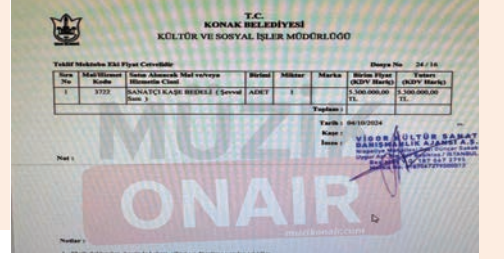 T.C.
KONAK BELEDİYESİ
KÜLTÜR VE SOSYAL İŞLER MÜDÜRLÜĞÜ
Teklif Mektubu Eki Fiyat Cetvelidir Dosya No 24 / 16
Sıra No Mal/Hizmet Kodu Satın Alınacak Mal ve/veya Hizmetin Cinsi Birimi Miktar Marka Birim Fiyat (KDV Hariç) Tutarı (KDV Hariç)
1 3722 SANATÇI KAŞE BEDELİ ( Şevval Sam ) ADET 1 5.300.000,00 TL. 5.300.000,00 TL.
Toplam :
Tarih : 04/10/2024
Kaşe :
İmza :
VİGOR KÜLTÜR SANAT
DANIŞMANLIK AJANSI A.Ş.
Not :
MÜZİK
ONAIR
muzikonair.com
Notlar :